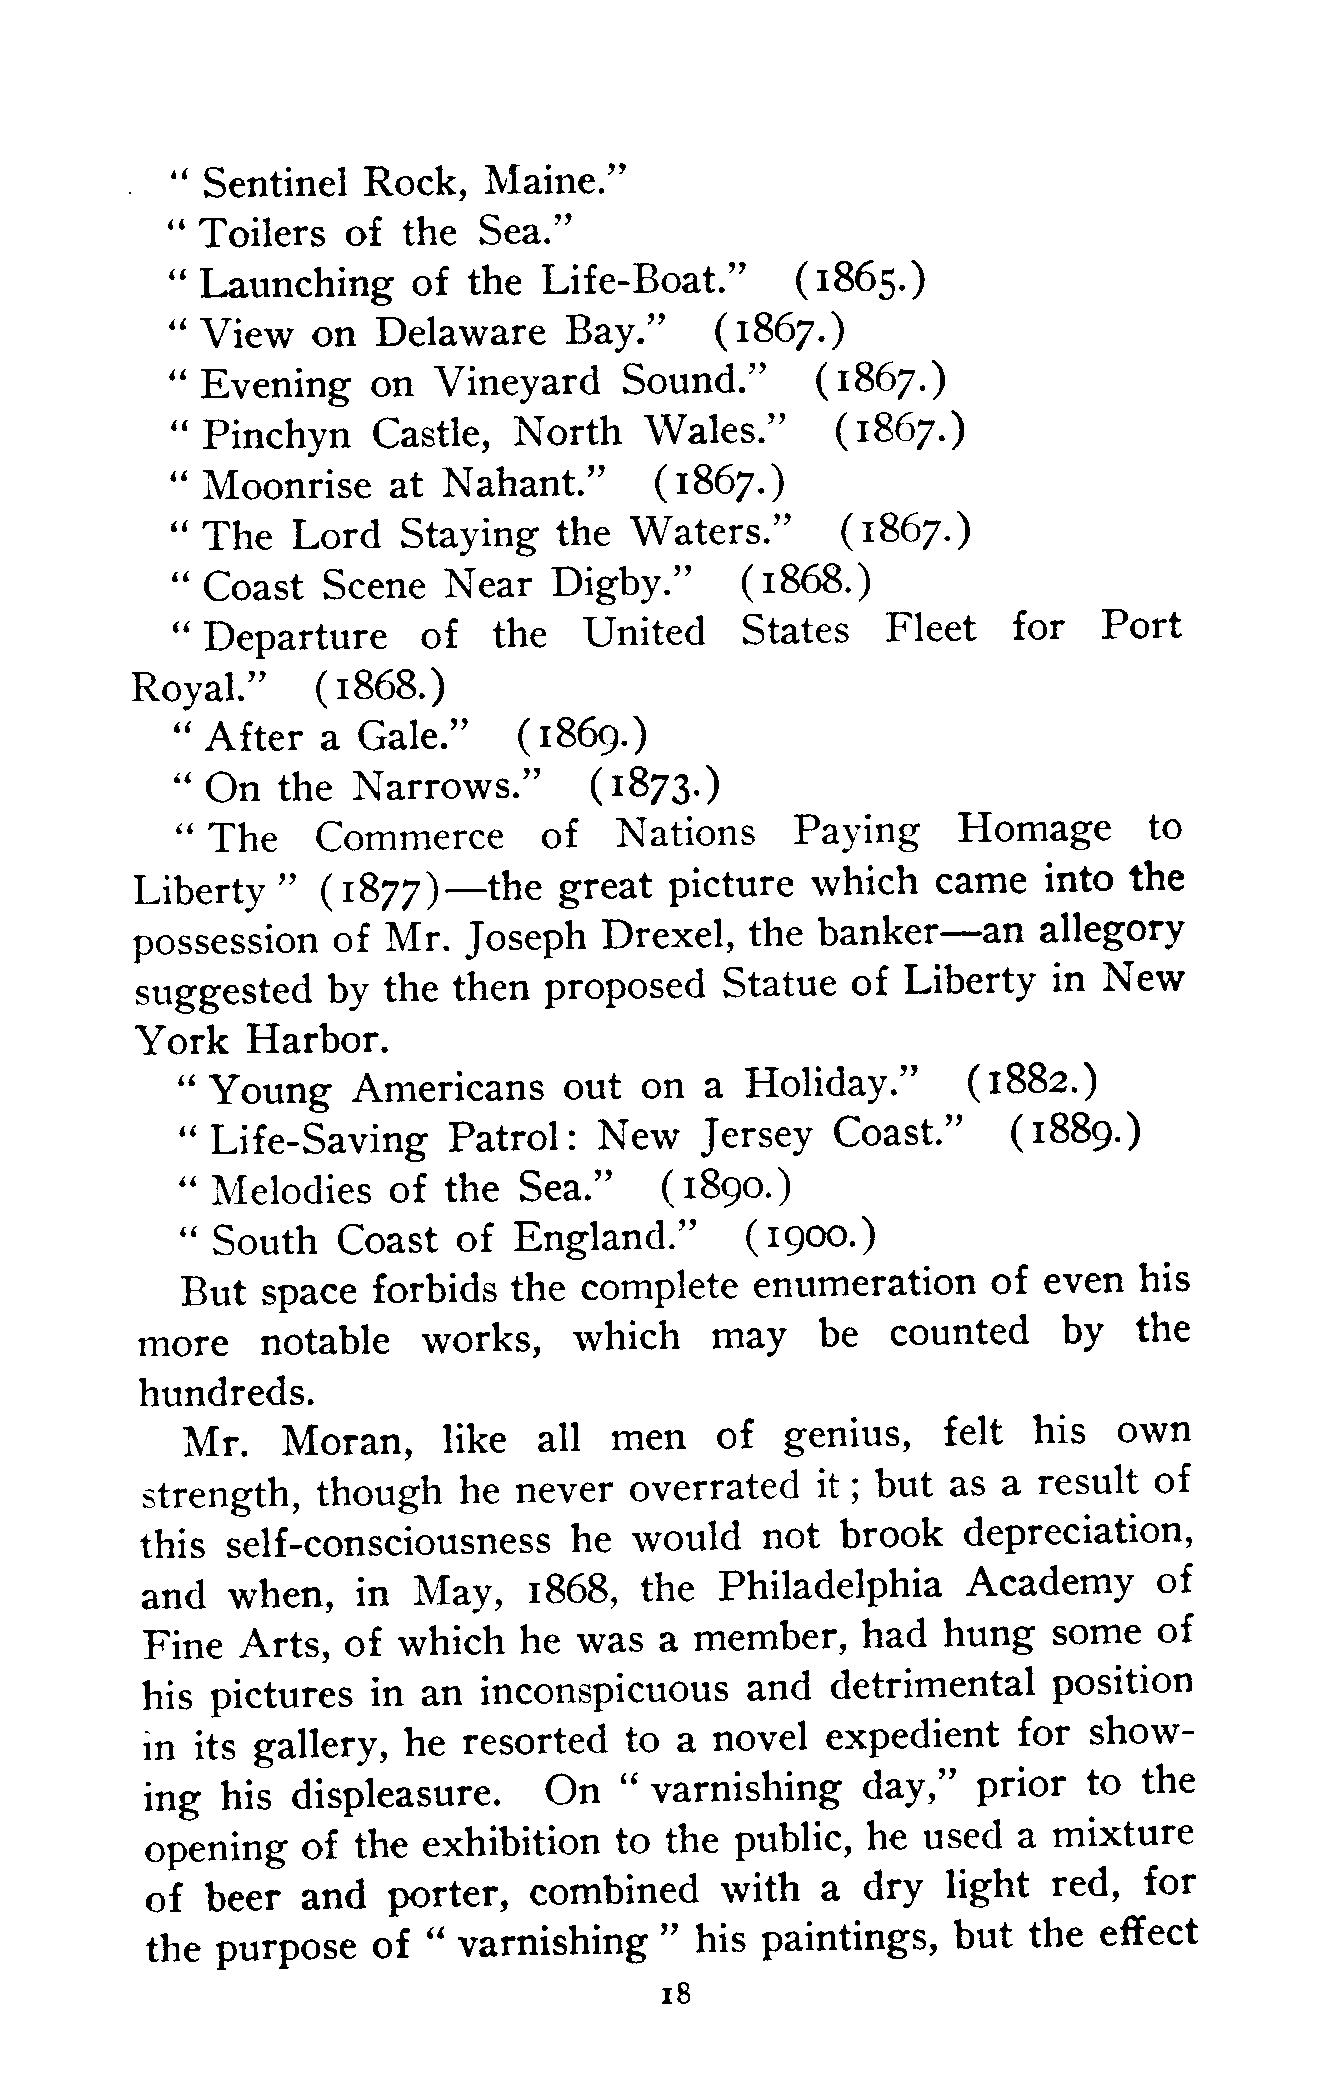 “ Sentinel Rock, Maine.”
“ Toilers of the Sea.”
“ Launching of the Life-Boat.” (1865.)
“ View on Delaware Bay.” (1867.)
“ Evening on Vineyard Sound.” (1867.)
“ Pinchyn Castle, North Wales.” (1867.)
“ Moonrise at Nahant.” (1867.)
“ The Lord Staying the Waters.” (1867.)
“ Coast Scene Near Digby.” (1868.)
“ Departure of the United States Fleet for Port
Royal.” (1868.)
“ After a Gale.” (1869.)
“ On the Narrows.” (1873.)
“ The Commerce of Nations Paying Homage to
Liberty ” (1877)—the great picture which came into the
possession of Mr. Joseph Drexel, the banker—an allegory
suggested by the then proposed Statue of Liberty in New
York Harbor.
“ Young Americans out on a Holiday.” (1882.)
“ Life-Saving Patrol: New Jersey Coast.” (1889.)
“ Melodies of the Sea.” (1890.)
“ South Coast of England.” (1900.)
But space forbids the complete enumeration of even his
more notable works, which may be counted by the
hundreds.
Mr. Moran, like all men of genius, felt his own
strength, though he never overrated it ; but as a result of
this self-consciousness he would not brook depreciation,
and when, in May, 1868, the Philadelphia Academy of
Fine Arts, of which he was a member, had hung some of
his pictures in an inconspicuous and detrimental position
in its gallery, he resorted to a novel expedient for show-
ing his displeasure. On “ varnishing day,” prior to the
opening of the exhibition to the public, he used a mixture
of beer and porter, combined with a dry light red, for
the purpose of “ varnishing ” his paintings, but the effect
18